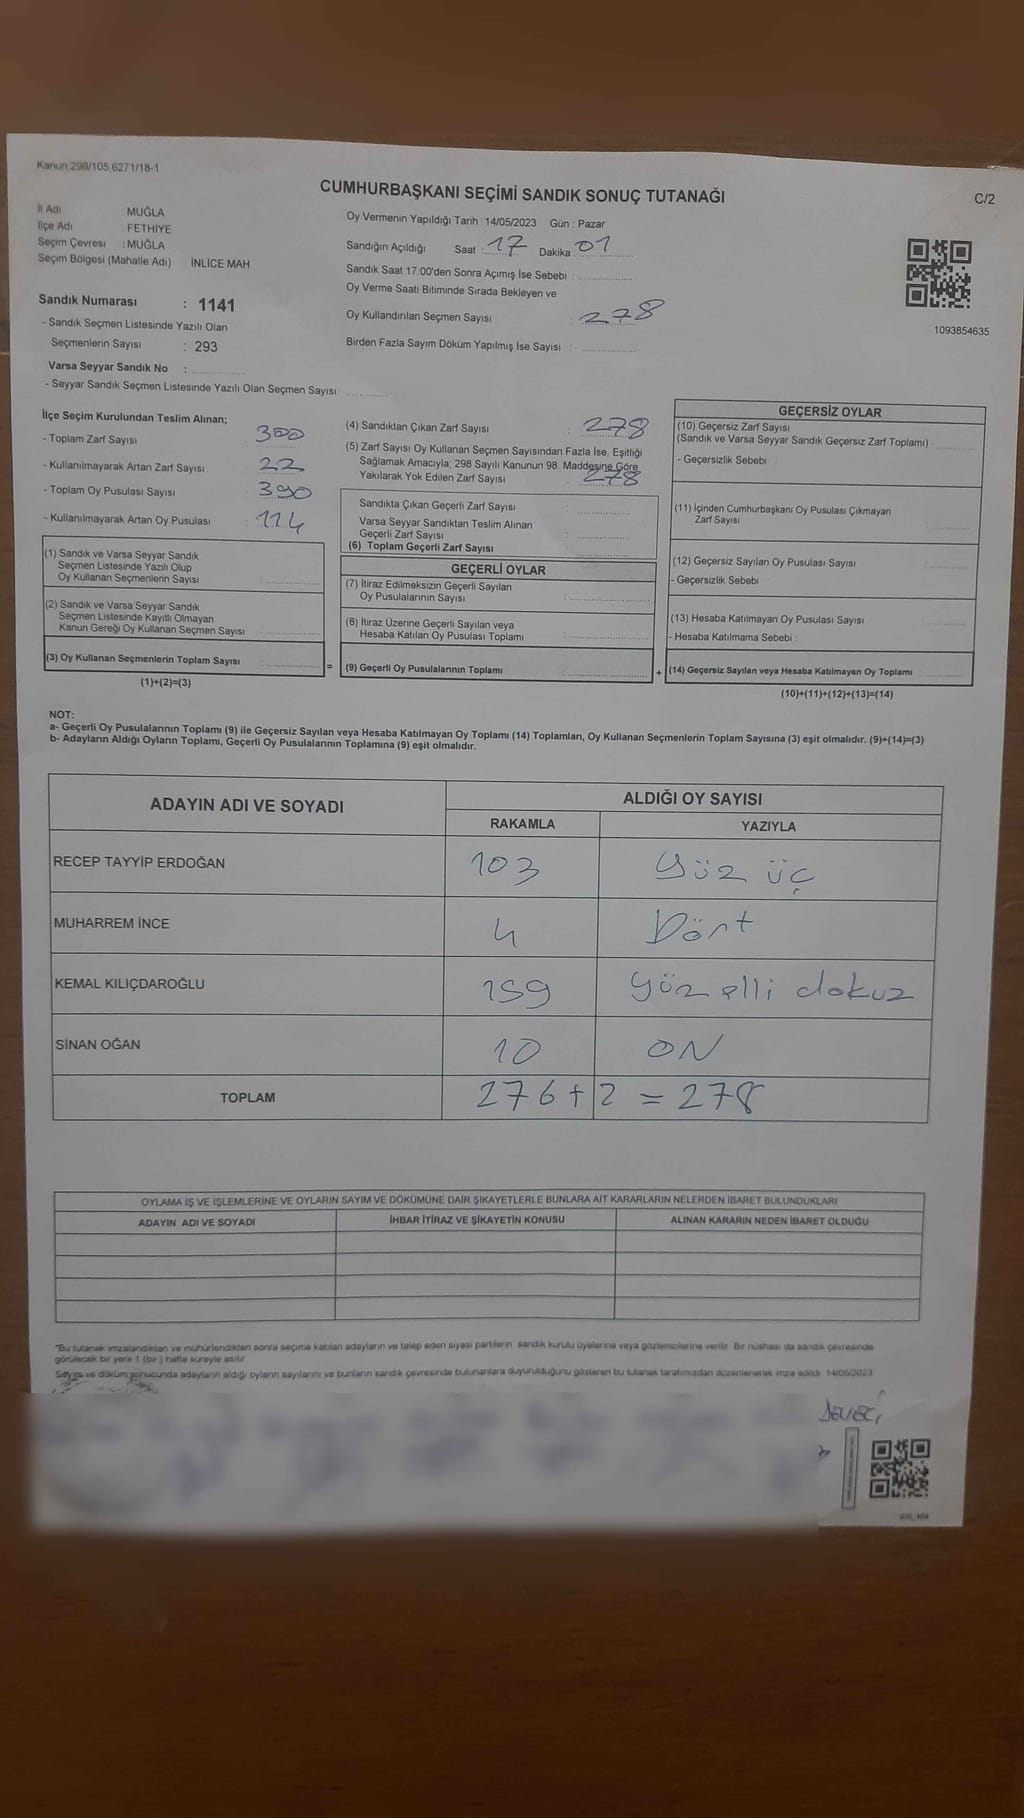 Kanun:298/105,6271/18-1
CUMHURBAŞKANI SEÇİMİ SANDIK SONUÇ TUTANAĞI
C/2
İl Adı MUĞLA
İlçe Adı FETHİYE
Seçim Çevresi : MUĞLA
Seçim Bölgesi (Mahalle Adı) İNLİCE MAH
Oy Vermenin Yapıldığı Tarih : 14/05/2023 Gün : Pazar
Sandığın Açıldığı Saat : 17 Dakika 01
Sandık Saat 17:00'den Sonra Açımış İse Sebebi :
Oy Verme Saati Bitiminde Sırada Bekleyen ve
Oy Kullandırılan Seçmen Sayısı : 278
Birden Fazla Sayım Döküm Yapılmış İse Sayısı :
1093854635
Sandık Numarası : 1141
- Sandık Seçmen Listesinde Yazılı Olan
Seçmenlerin Sayısı : 293
Varsa Seyyar Sandık No :
- Seyyar Sandık Seçmen Listesinde Yazılı Olan Seçmen Sayısı
İlçe Seçim Kurulundan Teslim Alınan;
- Toplam Zarf Sayısı : 300
- Kullanılmayarak Artan Zarf Sayısı : 22
- Toplam Oy Pusulası Sayısı : 390
- Kullanılmayarak Artan Oy Pusulası : 114
(1) Sandık ve Varsa Seyyar Sandık
Seçmen Listesinde Yazılı Olup
Oy Kullanan Seçmenlerin Sayısı :
(2) Sandık ve Varsa Seyyar Sandık
Seçmen Listesinde Kayıtlı Olmayan
Kanun Gereği Oy Kullanan Seçmen Sayısı :
(3) Oy Kullanan Seçmenlerin Toplam Sayısı :
(1)+(2)=(3)
(4) Sandıktan Çıkan Zarf Sayısı : 278
(5) Zarf Sayısı Oy Kullanan Seçmen Sayısından Fazla İse, Eşitliği
Sağlamak Amacıyla; 298 Sayılı Kanunun 98. Maddesine Göre
Yakılarak Yok Edilen Zarf Sayısı : 278
Sandıkta Çıkan Geçerli Zarf Sayısı :
Varsa Seyyar Sandıktan Teslim Alınan
Geçerli Zarf Sayısı :
(6) Toplam Geçerli Zarf Sayısı :
GEÇERLİ OYLAR
(7) İtiraz Edilmeksizin Geçerli Sayılan
Oy Pusulalarının Sayısı :
(8) İtiraz Üzerine Geçerli Sayılan veya
Hesaba Katılan Oy Pusulası Toplamı :
= (9) Geçerli Oy Pusulalarının Toplamı :
GEÇERSİZ OYLAR
(10) Geçersiz Zarf Sayısı
(Sandık ve Varsa Seyyar Sandık Geçersiz Zarf Toplamı)
- Geçersizlik Sebebi
(11) İçinden Cumhurbaşkanı Oy Pusulası Çıkmayan
Zarf Sayısı :
(12) Geçersiz Sayılan Oy Pusulası Sayısı :
- Geçersizlik Sebebi
(13) Hesaba Katılmayan Oy Pusulası Sayısı :
- Hesaba Katılmama Sebebi :
+ (14) Geçersiz Sayılan veya Hesaba Katılmayan Oy Toplamı
(10)+(11)+(12)+(13)=(14)
NOT:
a- Geçerli Oy Pusulalarının Toplamı (9) ile Geçersiz Sayılan veya Hesaba Katılmayan Oy Toplamı (14) Toplamları, Oy Kullanan Seçmenlerin Toplam Sayısına (3) eşit olmalıdır. (9)+(14)=(3)
b- Adayların Aldığı Oyların Toplamı, Geçerli Oy Pusulalarının Toplamına (9) eşit olmalıdır.
ADAYIN ADI VE SOYADI ALDIĞI OY SAYISI
RAKAMLA YAZIYLA
RECEP TAYYİP ERDOĞAN 103 yüz üç
MUHARREM İNCE 4 Dört
KEMAL KILIÇDAROĞLU 159 yüz elli dokuz
SİNAN OĞAN 10 ON
TOPLAM 276 + 2 = 278
OYLAMA İŞ VE İŞLEMLERİNE VE OYLARIN SAYIM VE DÖKÜMÜNE DAİR ŞİKAYETLERLE BUNLARA AİT KARARLARIN NELERDEN İBARET BULUNDUKLARI
ADAYIN ADI VE SOYADI İHBAR İTİRAZ VE ŞİKAYETİN KONUSU ALINAN KARARIN NEDEN İBARET OLDUĞU
"Bu tutanak imzalandıktan ve mühürlendikten sonra seçime katılan adayların ve talep eden siyasi partilerin sandık kurulu üyelerine veya gözlemcilerine verilir. Bir nüshası da sandık çevresinde
görülecek bir yere 1 (bir) hafta süreyle asılır
Sayım ve döküm sonucunda adayların aldığı oyların sayılarını ve bunların sandık çevresinde bulunanlara duyurulduğunu gösteren bu tutanak tarafımızdan düzenlenerek imza edildi. 14/05/2023